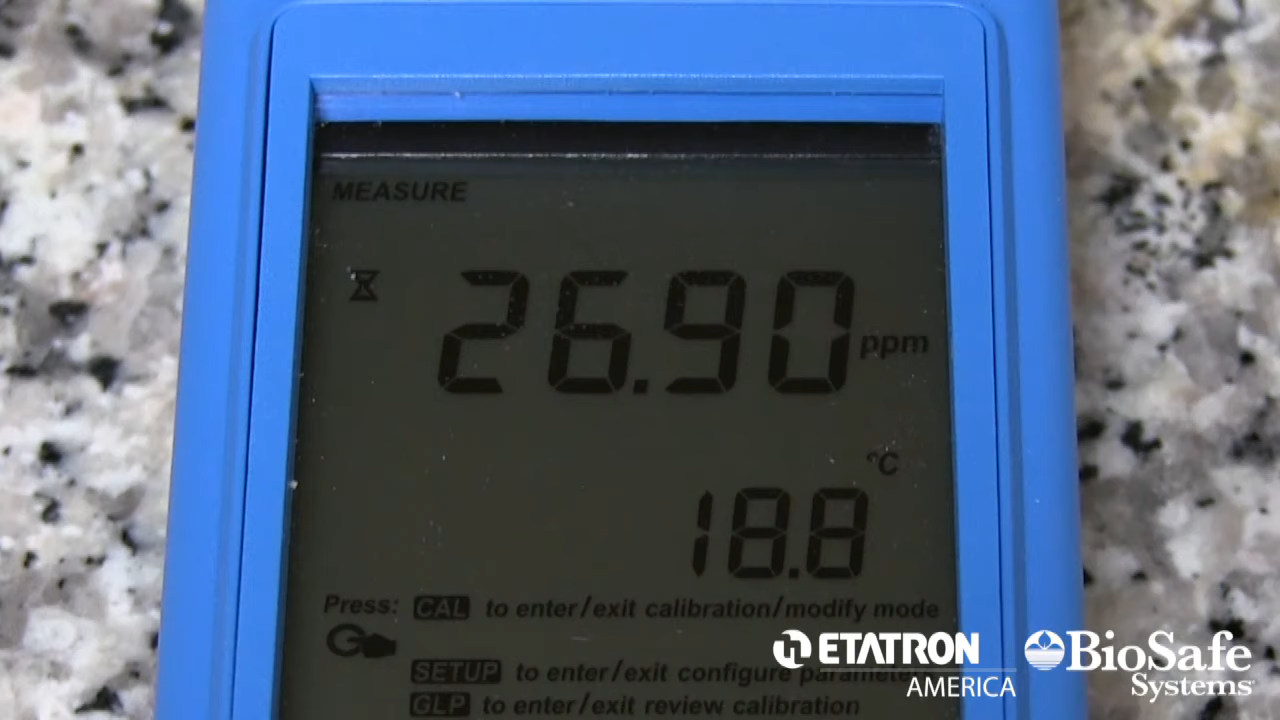 MEASURE
26.90 ppm
°C
18.8
Press: CAL to enter/exit calibration/modify mode
SETUP to enter/exit configure
GLP to enter/exit review calibration
ETATRON
AMERICA
BioSafe
Systems